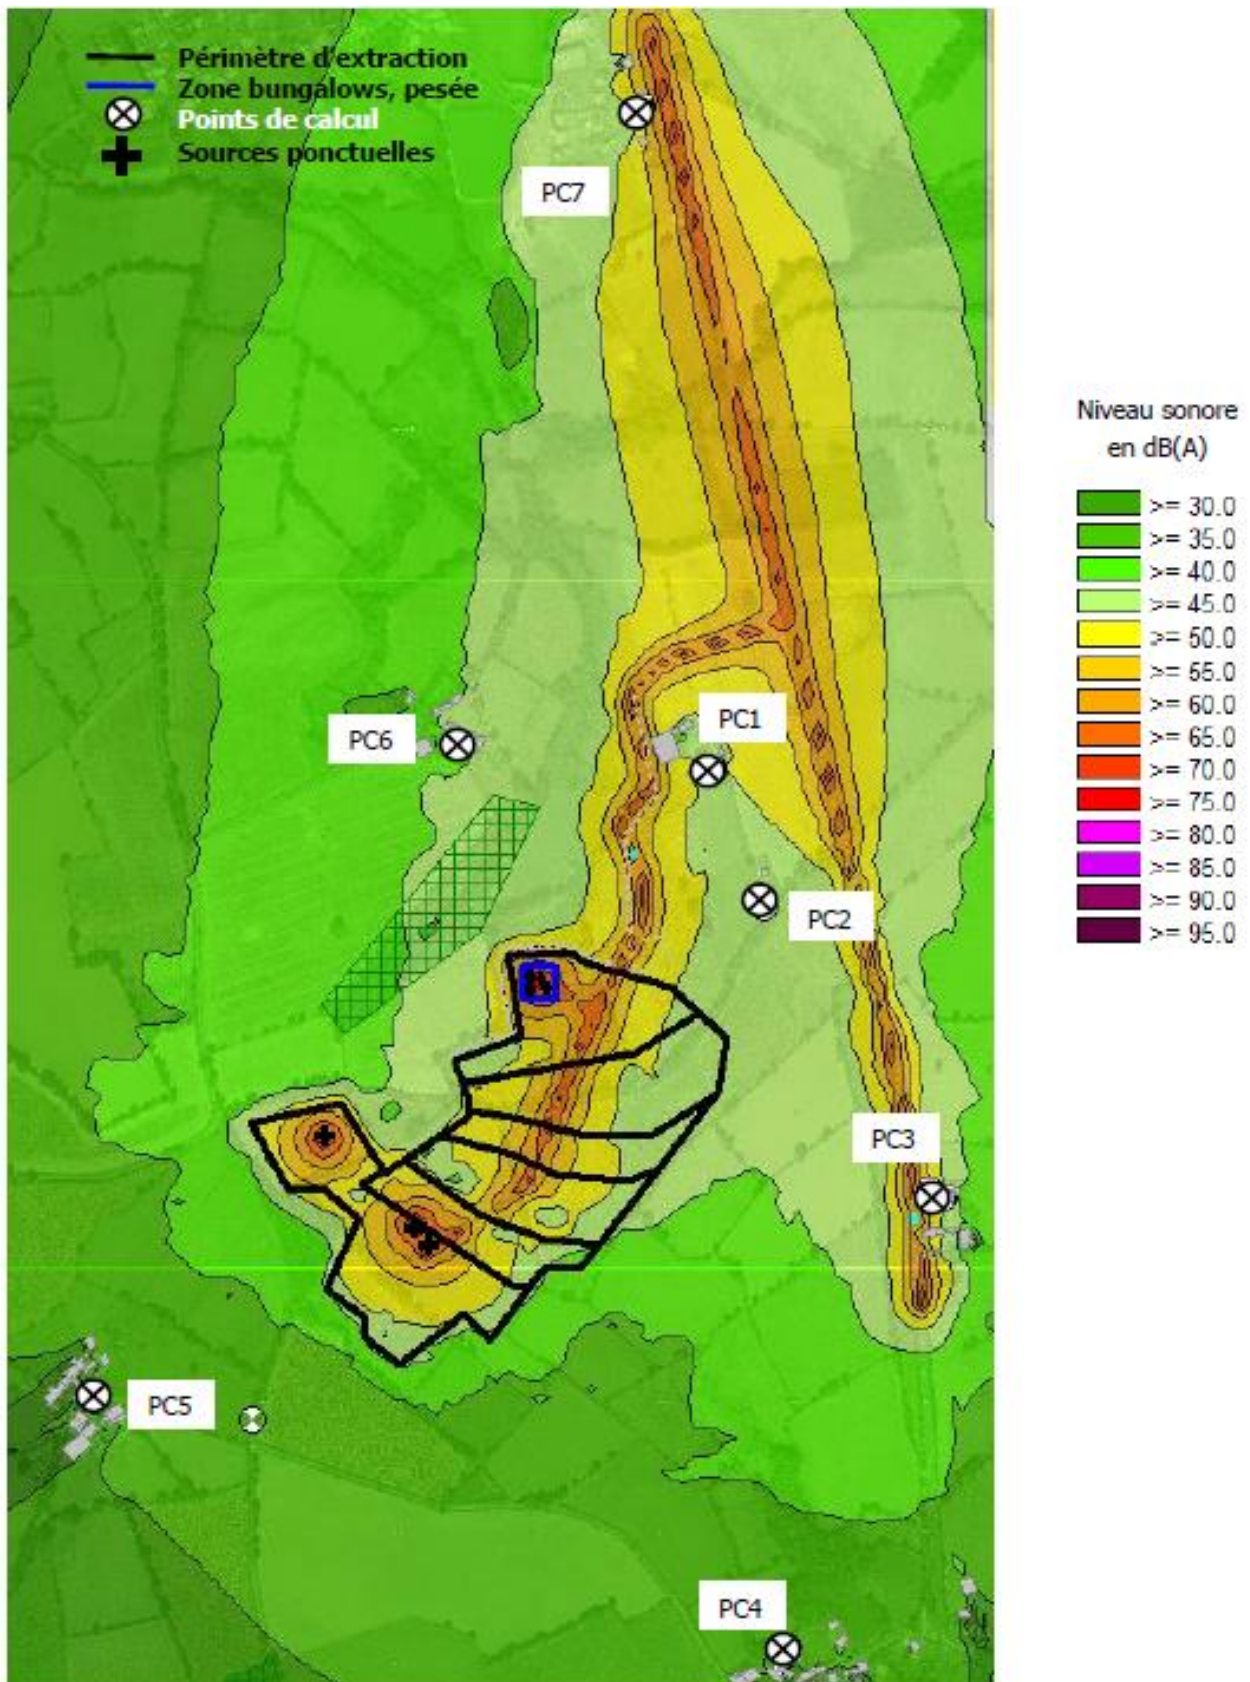 Périmètre d'extraction
Zone bungalows, pesée
Points de calcul
Sources ponctuelles
PC7
PC1
PC6
PC2
PC3
PC5
PC4
Niveau sonore
en dB(A)
>= 30.0
>= 35.0
>= 40.0
>= 45.0
>= 50.0
>= 55.0
>= 60.0
>= 65.0
>= 70.0
>= 75.0
>= 80.0
>= 85.0
>= 90.0
>= 95.0